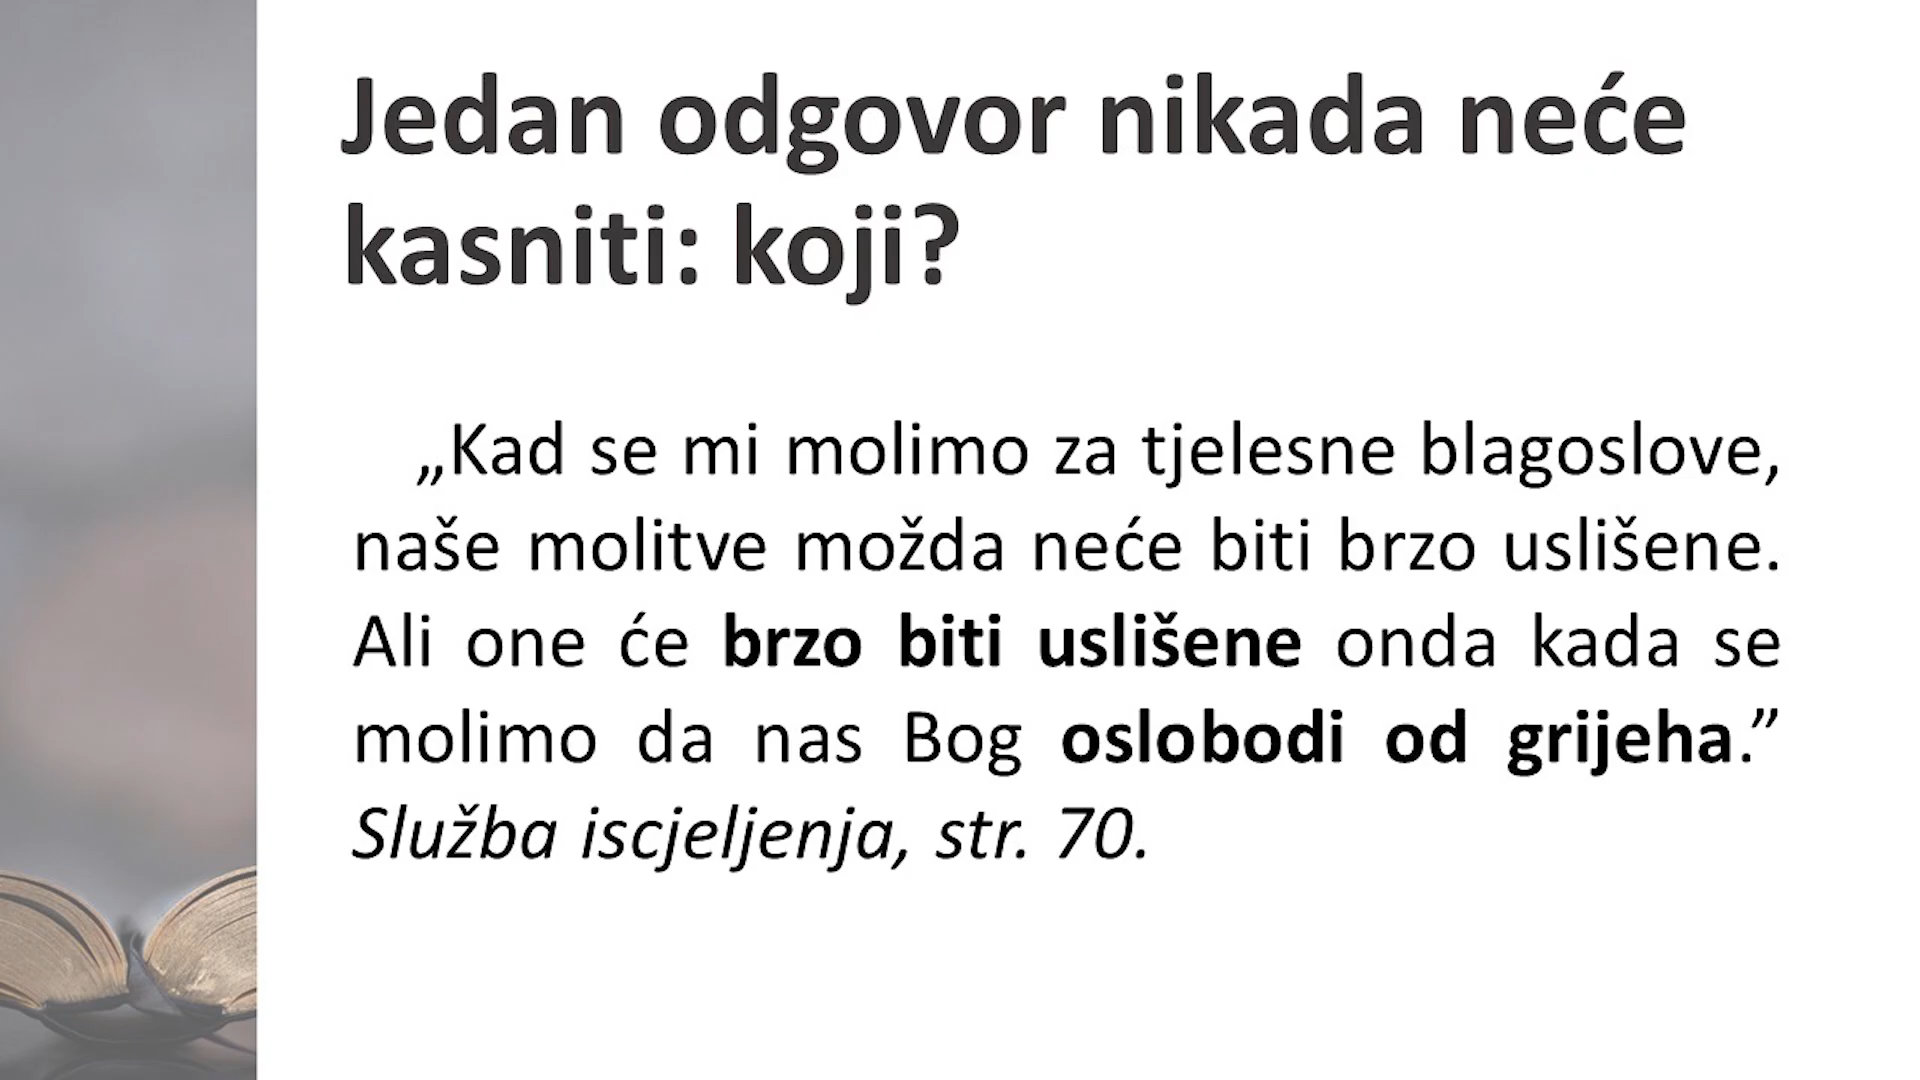 Jedan odgovor nikada neće
kasniti: koji?
„Kad se mi molimo za tjelesne blagoslove,
naše molitve možda neće biti brzo uslišene.
Ali one će brzo biti uslišene onda kada se
molimo da nas Bog oslobodi od grijeha.”
Služba iscjeljenja, str. 70.